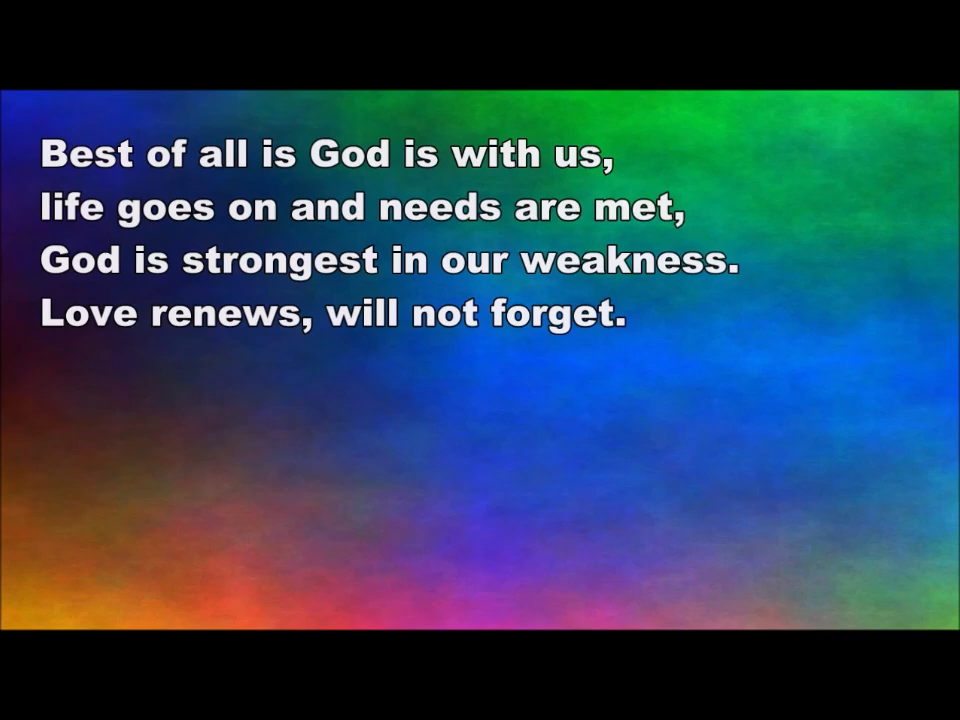 Best of all is God is with us,
life goes on and needs are met,
God is strongest in our weakness.
Love renews, will not forget.